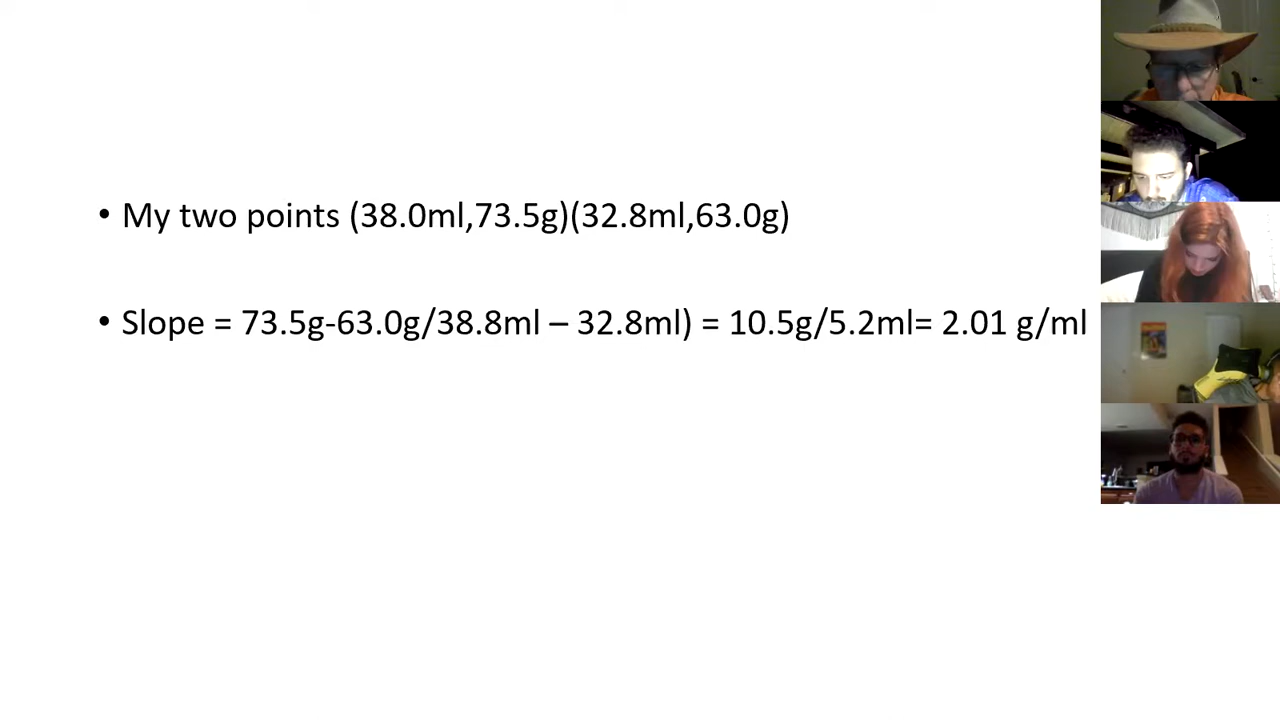 • My two points (38.0ml,73.5g)(32.8ml,63.0g)
• Slope = 73.5g-63.0g/38.8ml – 32.8ml) = 10.5g/5.2ml= 2.01 g/ml